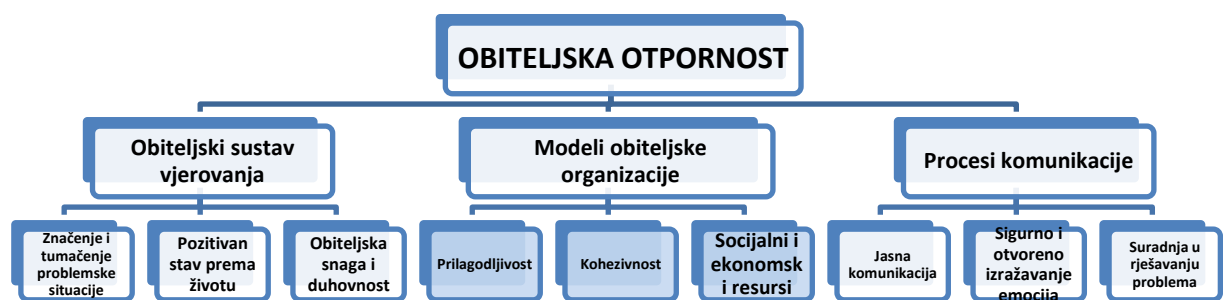 OBITELJSKA OTPORNOST
Obiteljski sustav
vjerovanja
Modeli obiteljske
organizacije
Procesi komunikacije
Značenje i
tumačenje
problemske
situacije
Pozitivan
stav prema
životu
Obiteljska
snaga i
duhovnost
Prilagodljivost
Kohezivnost
Socijalni i
ekonomsk
i resursi
Jasna
komunikacija
Sigurno i
otvoreno
izražavanje
emocija
Suradnja u
rješavanju
problema